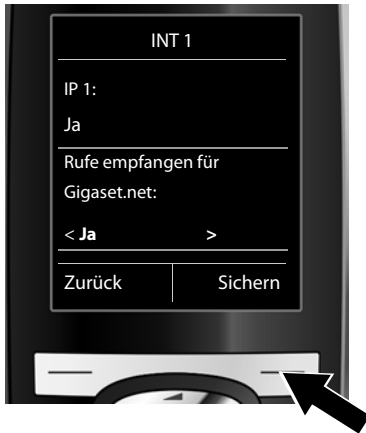 INT 1
IP 1:
Ja
Rufe empfangen für
Gigaset.net:
< Ja >
Zurück Sichern